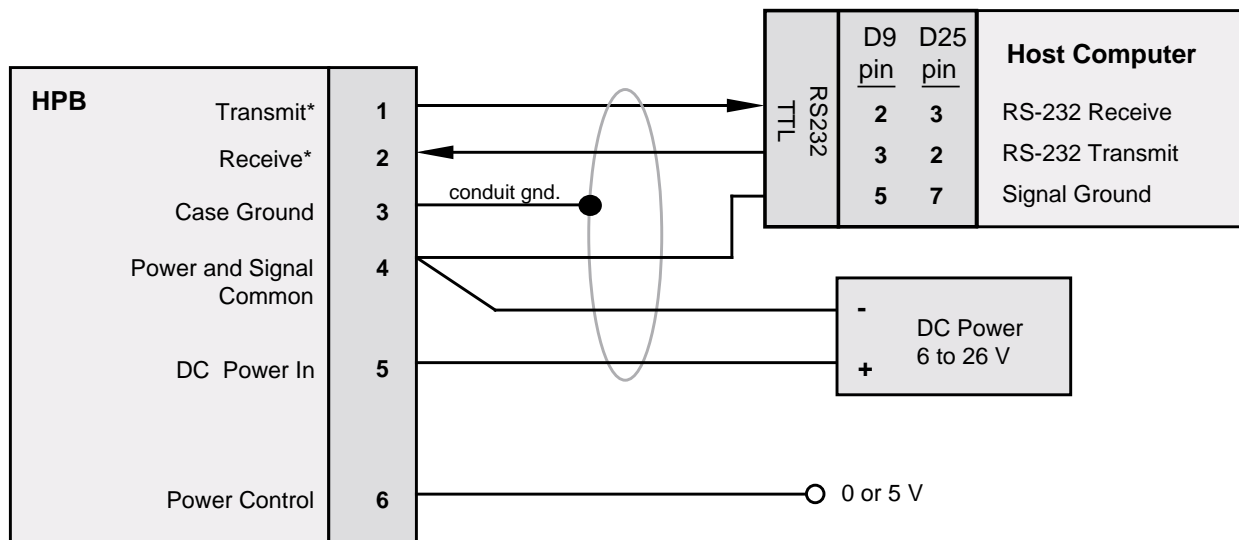 HPB
Transmit* 1
Receive* 2
Case Ground 3
Power and Signal 4
Common
DC Power In 5
Power Control 6
conduit gnd.
RS232
TTL
D9 D25
pin pin
Host Computer
2 3 RS-232 Receive
3 2 RS-232 Transmit
5 7 Signal Ground
-
DC Power
6 to 26 V
+
0 or 5 V